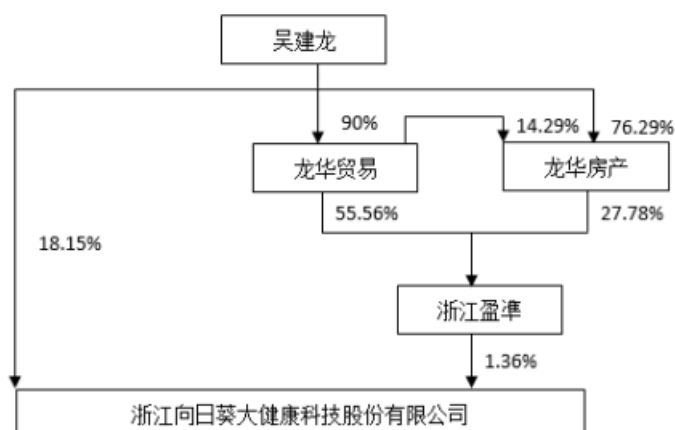 吴建龙
90%
14.29%
76.29%
龙华贸易
龙华房产
55.56%
27.78%
18.15%
浙江盈準
1.36%
浙江向日葵大健康科技股份有限公司